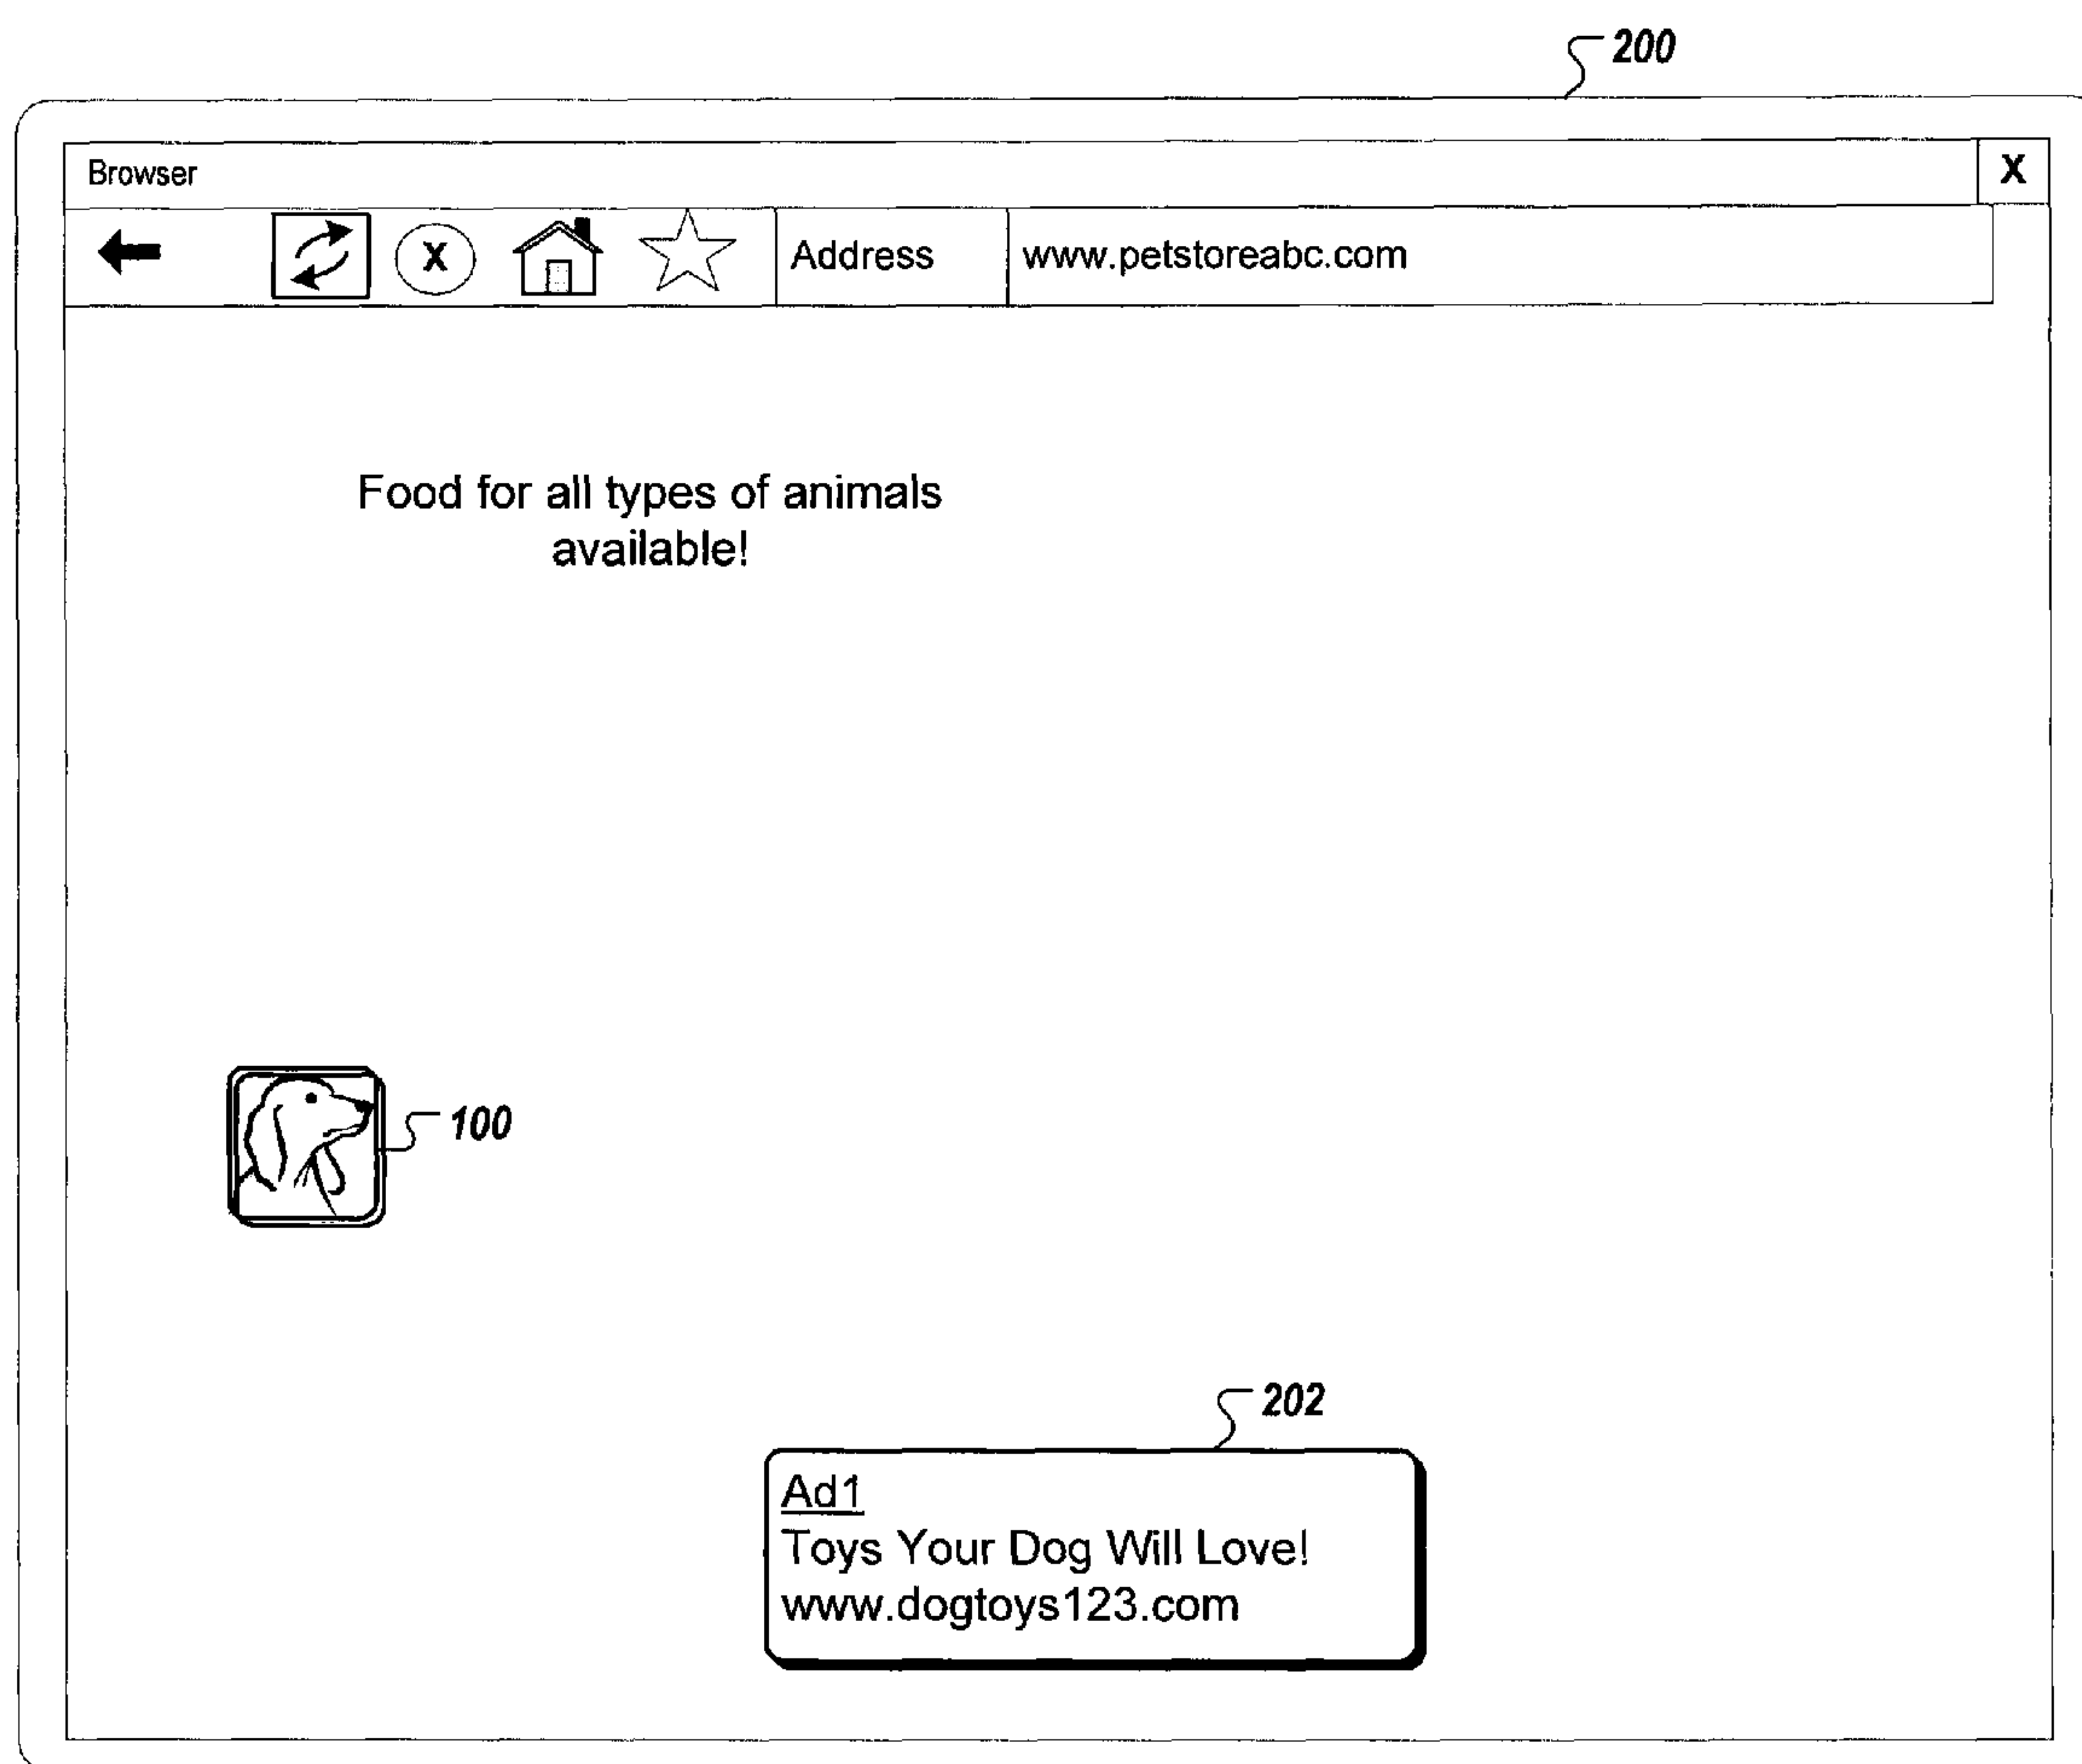 200
Browser
X
X
Address
www.petstoreabc.com
Food for all types of animals
available!
100
202
Ad1
Toys Your Dog Will Love!
www.dogtoys123.com